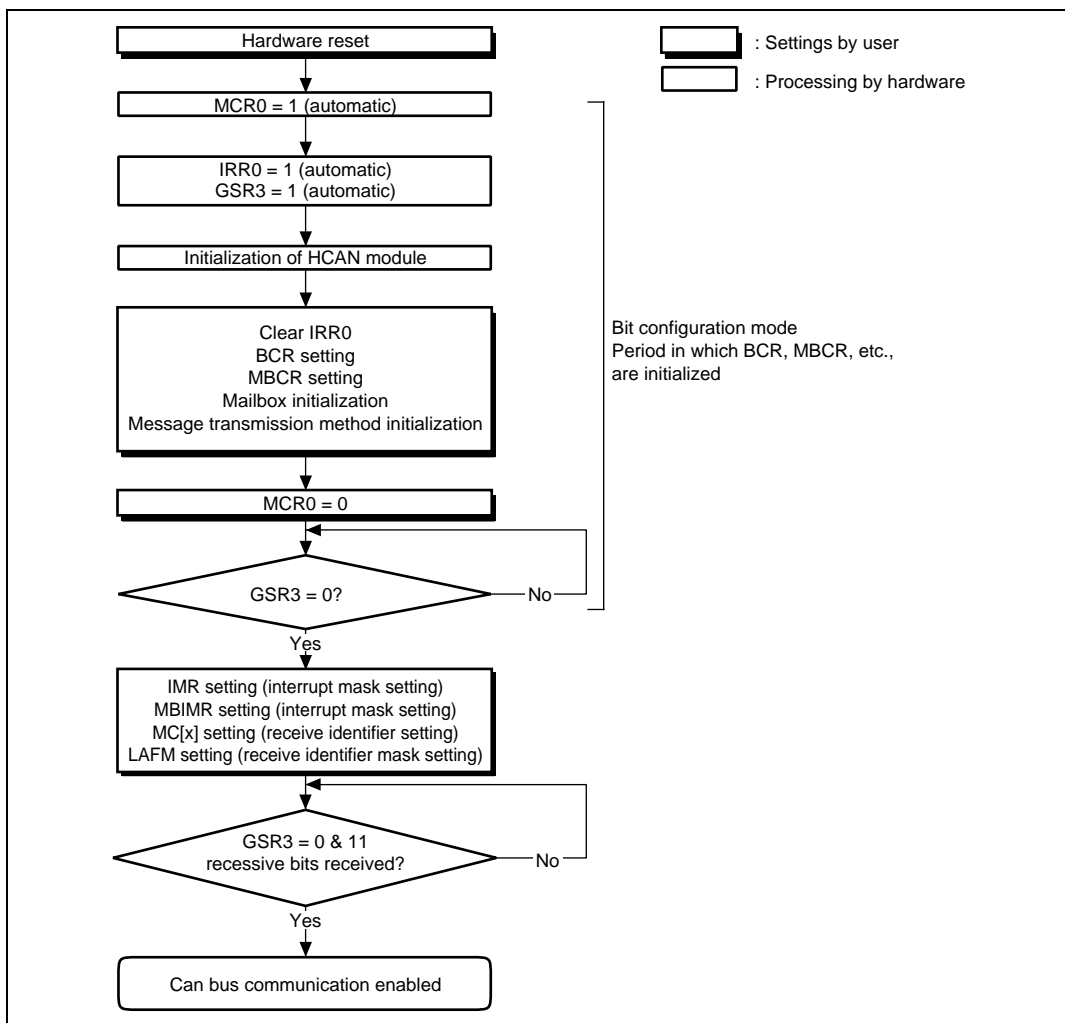 Hardware reset
: Settings by user
: Processing by hardware
MCR0 = 1 (automatic)
IRR0 = 1 (automatic)
GSR3 = 1 (automatic)
Initialization of HCAN module
Clear IRR0
BCR setting
MBCR setting
Mailbox initialization
Message transmission method initialization
Bit configuration mode
Period in which BCR, MBCR, etc.,
are initialized
MCR0 = 0
GSR3 = 0?
No
Yes
IMR setting (interrupt mask setting)
MBIMR setting (interrupt mask setting)
MC[x] setting (receive identifier setting)
LAFM setting (receive identifier mask setting)
GSR3 = 0 & 11
recessive bits received?
No
Yes
Can bus communication enabled